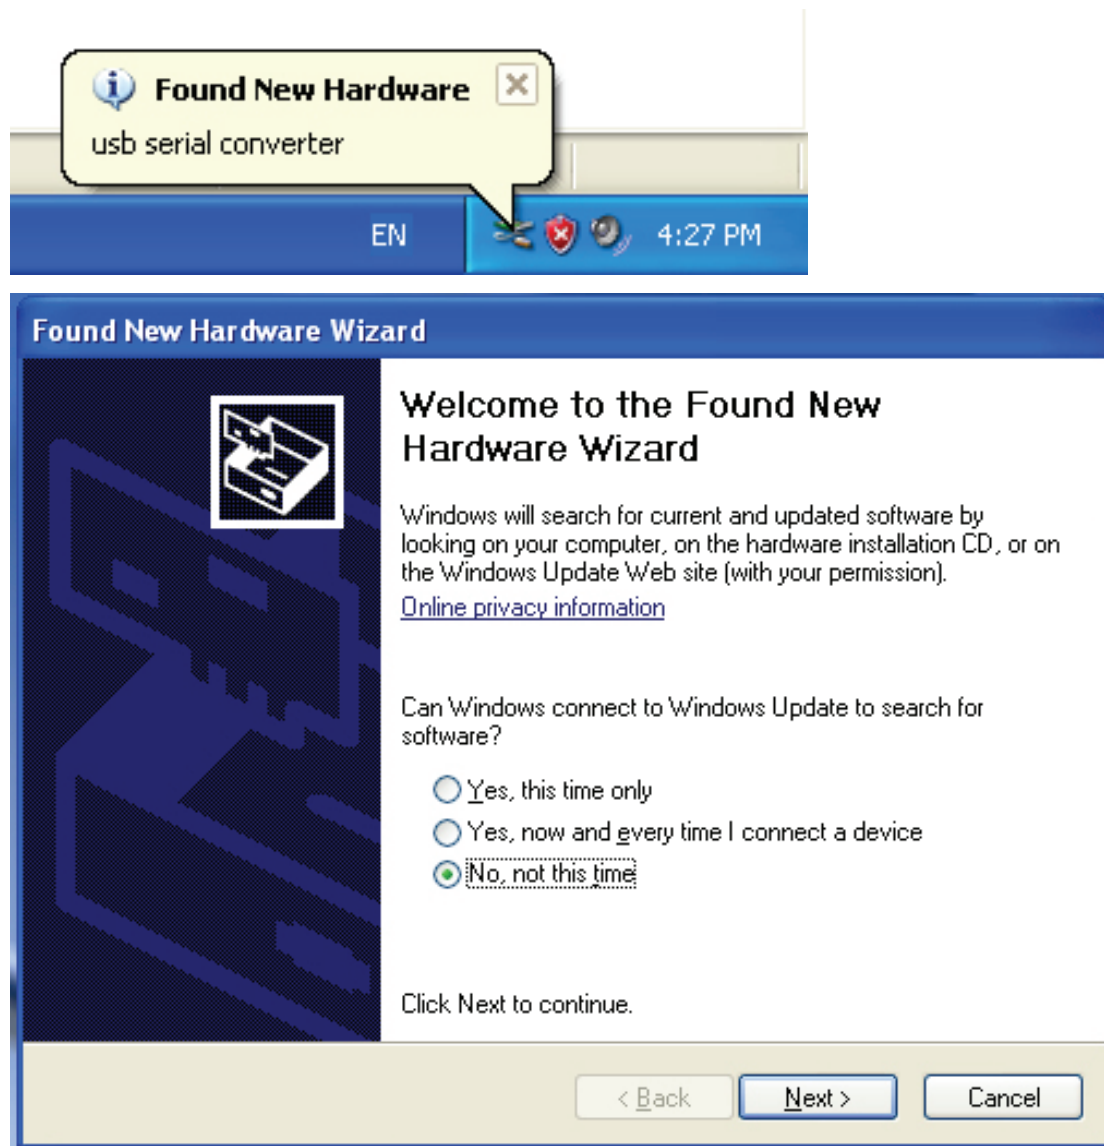 Found New Hardware
usb serial converter
EN
4:27 PM
Found New Hardware Wizard
Welcome to the Found New
Hardware Wizard
Windows will search for current and updated software by
looking on your computer, on the hardware installation CD, or on
the Windows Update Web site (with your permission).
Online privacy information
Can Windows connect to Windows Update to search for
software?
Yes, this time only
Yes, now and every time I connect a device
No, not this time
Click Next to continue.
< Back
Next >
Cancel